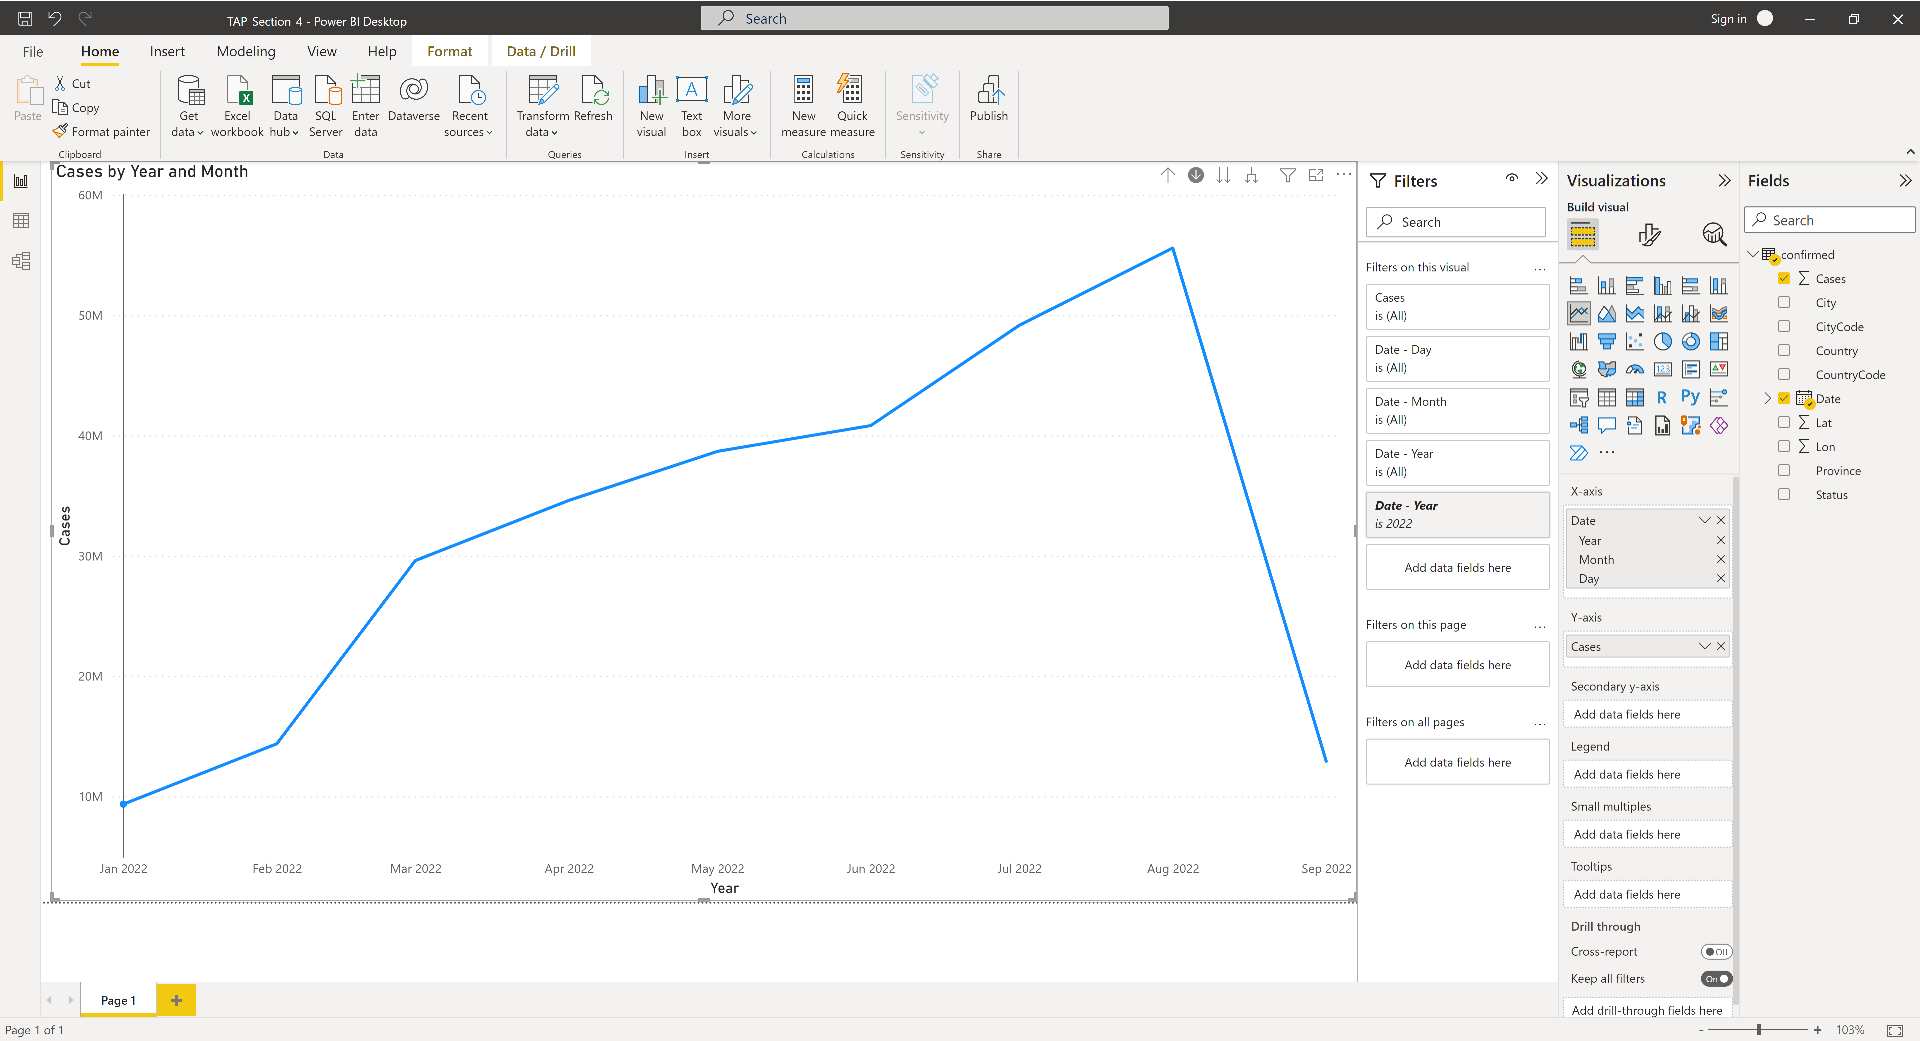 TAP Section 4 - Power BI Desktop
Search
Sign in
File
Home
Insert
Modeling
View
Help
Format
Data / Drill
Paste
Cut
Copy
Format painter
Clipboard
Get data
Excel workbook
Data hub
SQL Server
Enter data
Dataverse
Recent sources
Data
Transform data
Refresh
Queries
New visual
Text box
More visuals
Insert
New measure
Quick measure
Calculations
Sensitivity
Sensitivity
Publish
Share
Cases by Year and Month
60M
50M
40M
30M
20M
10M
Cases
Jan 2022
Feb 2022
Mar 2022
Apr 2022
May 2022
Jun 2022
Jul 2022
Aug 2022
Sep 2022
Year
Filters
Search
Filters on this visual
Cases
is (All)
Date - Day
is (All)
Date - Month
is (All)
Date - Year
is (All)
Date - Year
is 2022
Add data fields here
Filters on this page
Add data fields here
Filters on all pages
Add data fields here
Visualizations
Build visual
R
Py
123
X-axis
Date
Year
Month
Day
Y-axis
Cases
Secondary y-axis
Add data fields here
Legend
Add data fields here
Small multiples
Add data fields here
Tooltips
Add data fields here
Drill through
Cross-report
Off
Keep all filters
On
Add drill-through fields here
Fields
Search
confirmed
Cases
City
CityCode
Country
CountryCode
Date
Lat
Lon
Province
Status
Page 1
Page 1 of 1
103%